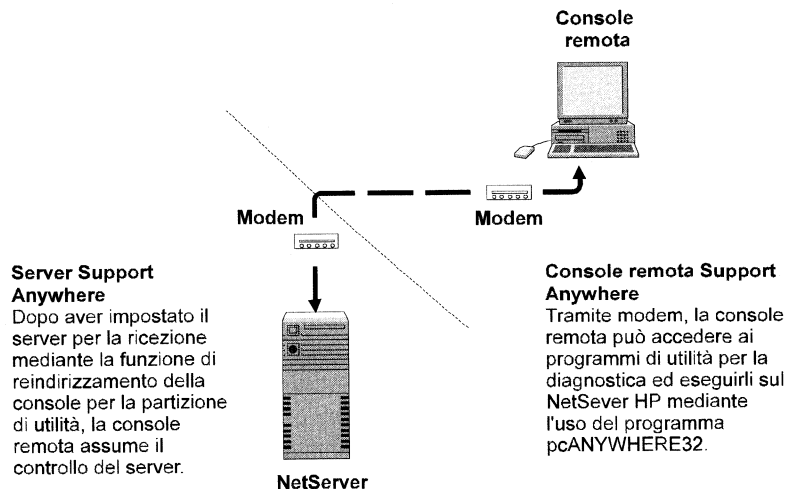 Console
remota
Modem
Modem
Server Support
Anywhere
Dopo aver impostato il
server per la ricezione
mediante la funzione di
reindirizzamento della
console per la partizione
di utilità, la console
remota assume il
controllo del server.
NetServer
Console remota Support
Anywhere
Tramite modem, la console
remota può accedere ai
programmi di utilità per la
diagnostica ed eseguirli sul
NetSever HP mediante
l'uso del programma
pcANYWHERE32.